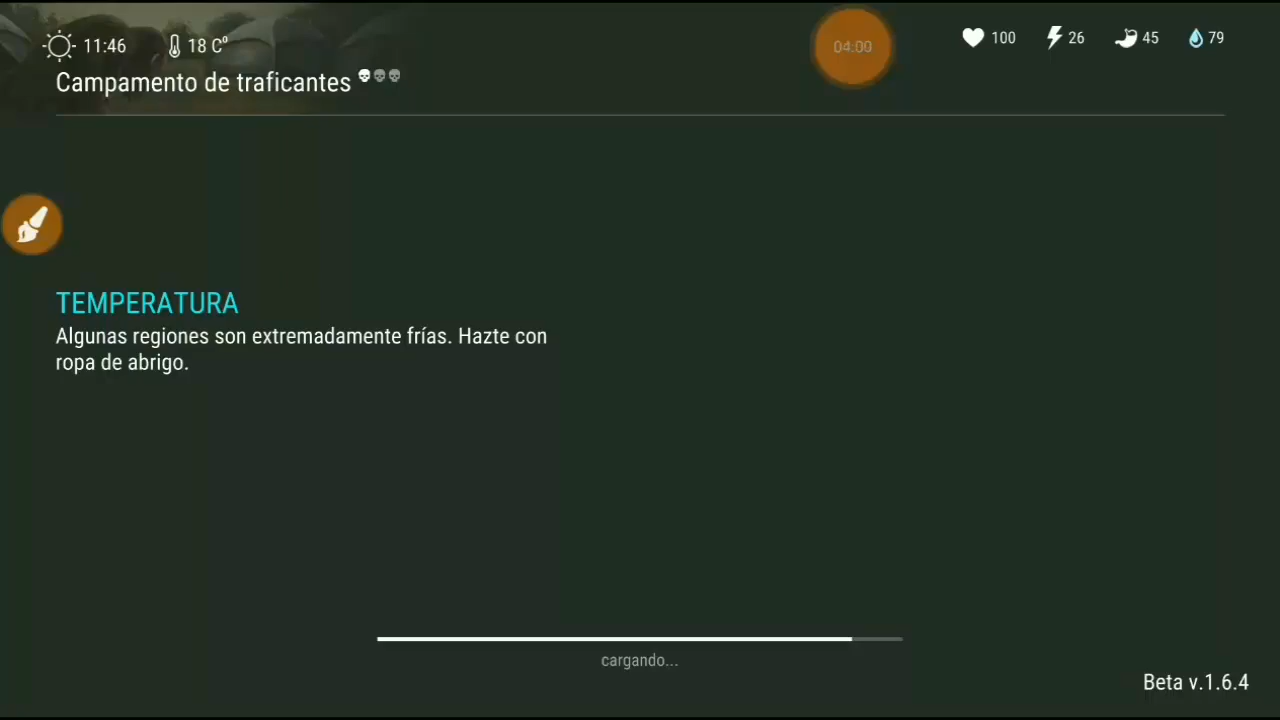 11:46
18 Cº
04:00
100
26
45
79
Campamento de traficantes
TEMPERATURA
Algunas regiones son extremadamente frías. Hazte con
ropa de abrigo.
cargando...
Beta v.1.6.4